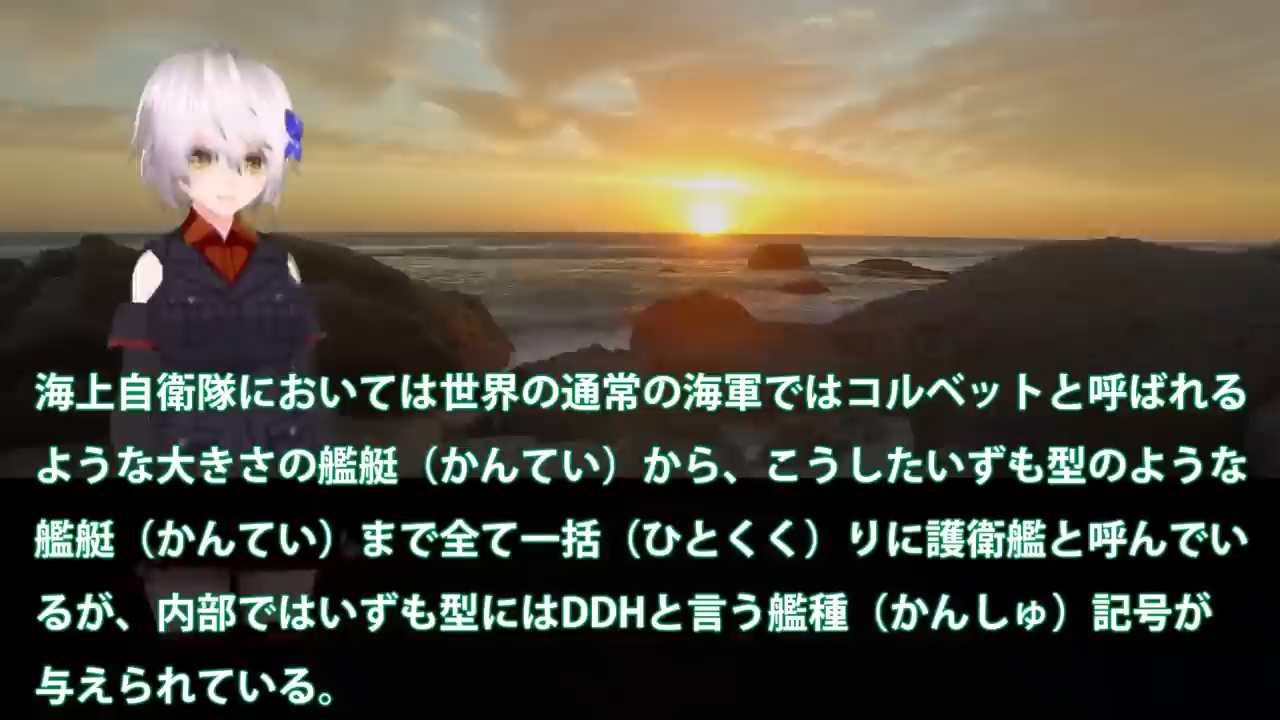 海上自衛隊においては世界の通常の海軍ではコルベットと呼ばれる
ような大きさの艦艇（かんてい）から、こうしたいずも型のような
艦艇（かんてい）まで全て一括（ひとくく）りに護衛艦と呼んでい
るが、内部ではいずも型にはDDHと言う艦種（かんしゅ）記号が
与えられている。